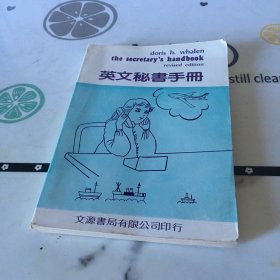 doris h. whalen
the secretary's handbook
revised edition
英文秘書手冊
still clean
文源書局有限公司印行